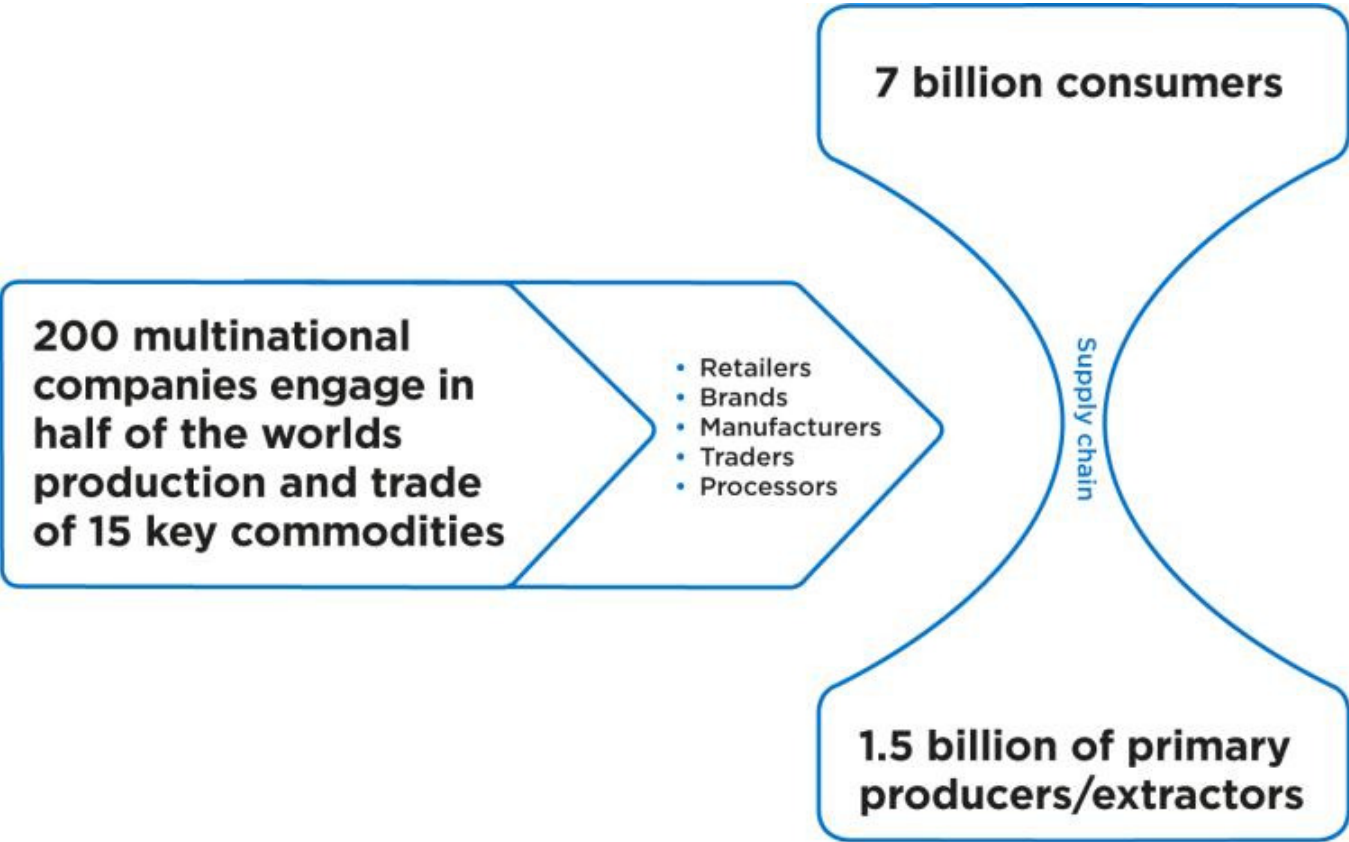 7 billion consumers
200 multinational
companies engage in
half of the worlds
production and trade
of 15 key commodities
• Retailers
• Brands
• Manufacturers
• Traders
• Processors
Supply chain
1.5 billion of primary
producers/extractors